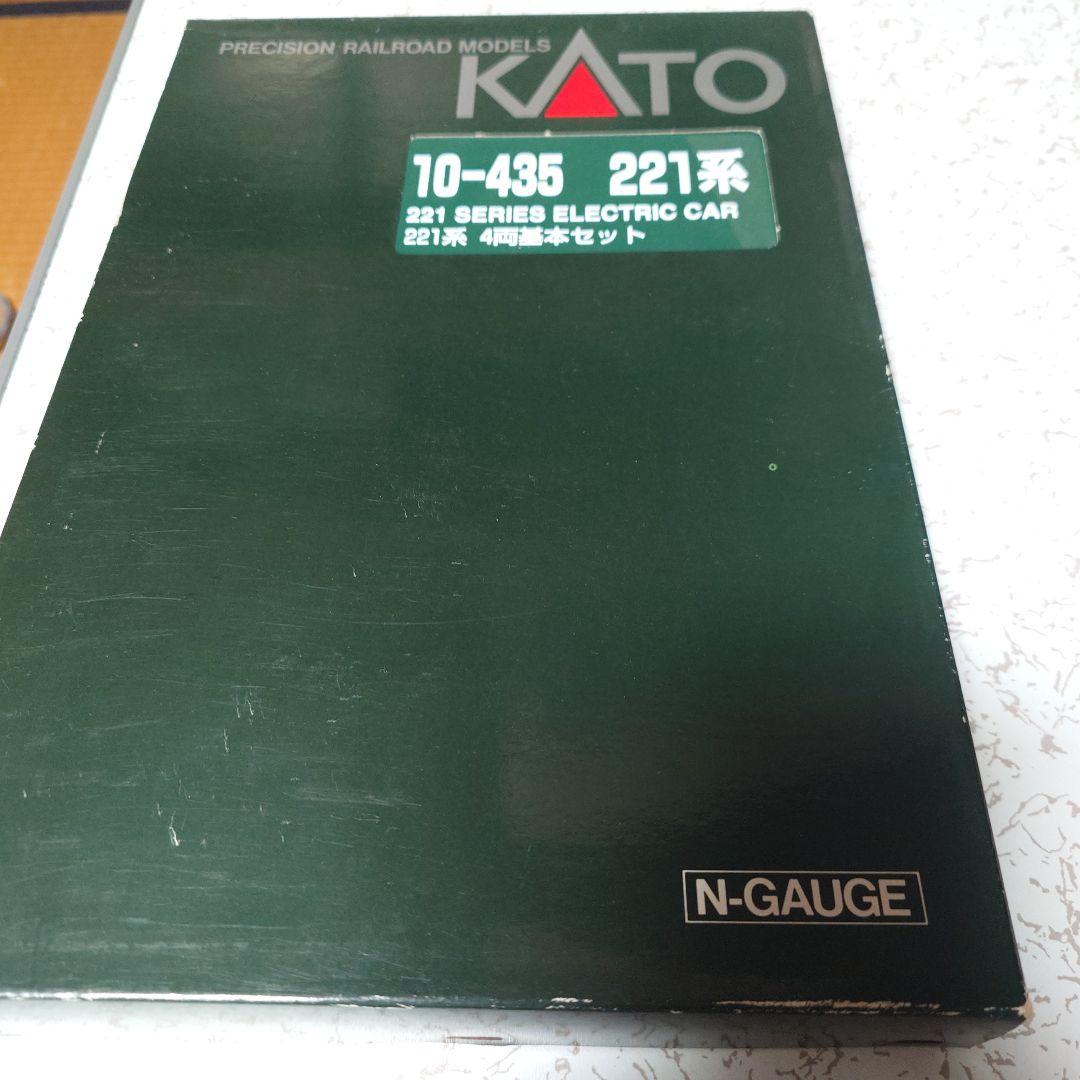 PRECISION RAILROAD MODELS
KATO
10-435 221系
221 SERIES ELECTRIC CAR
221系 4両基本セット
N-GAUGE